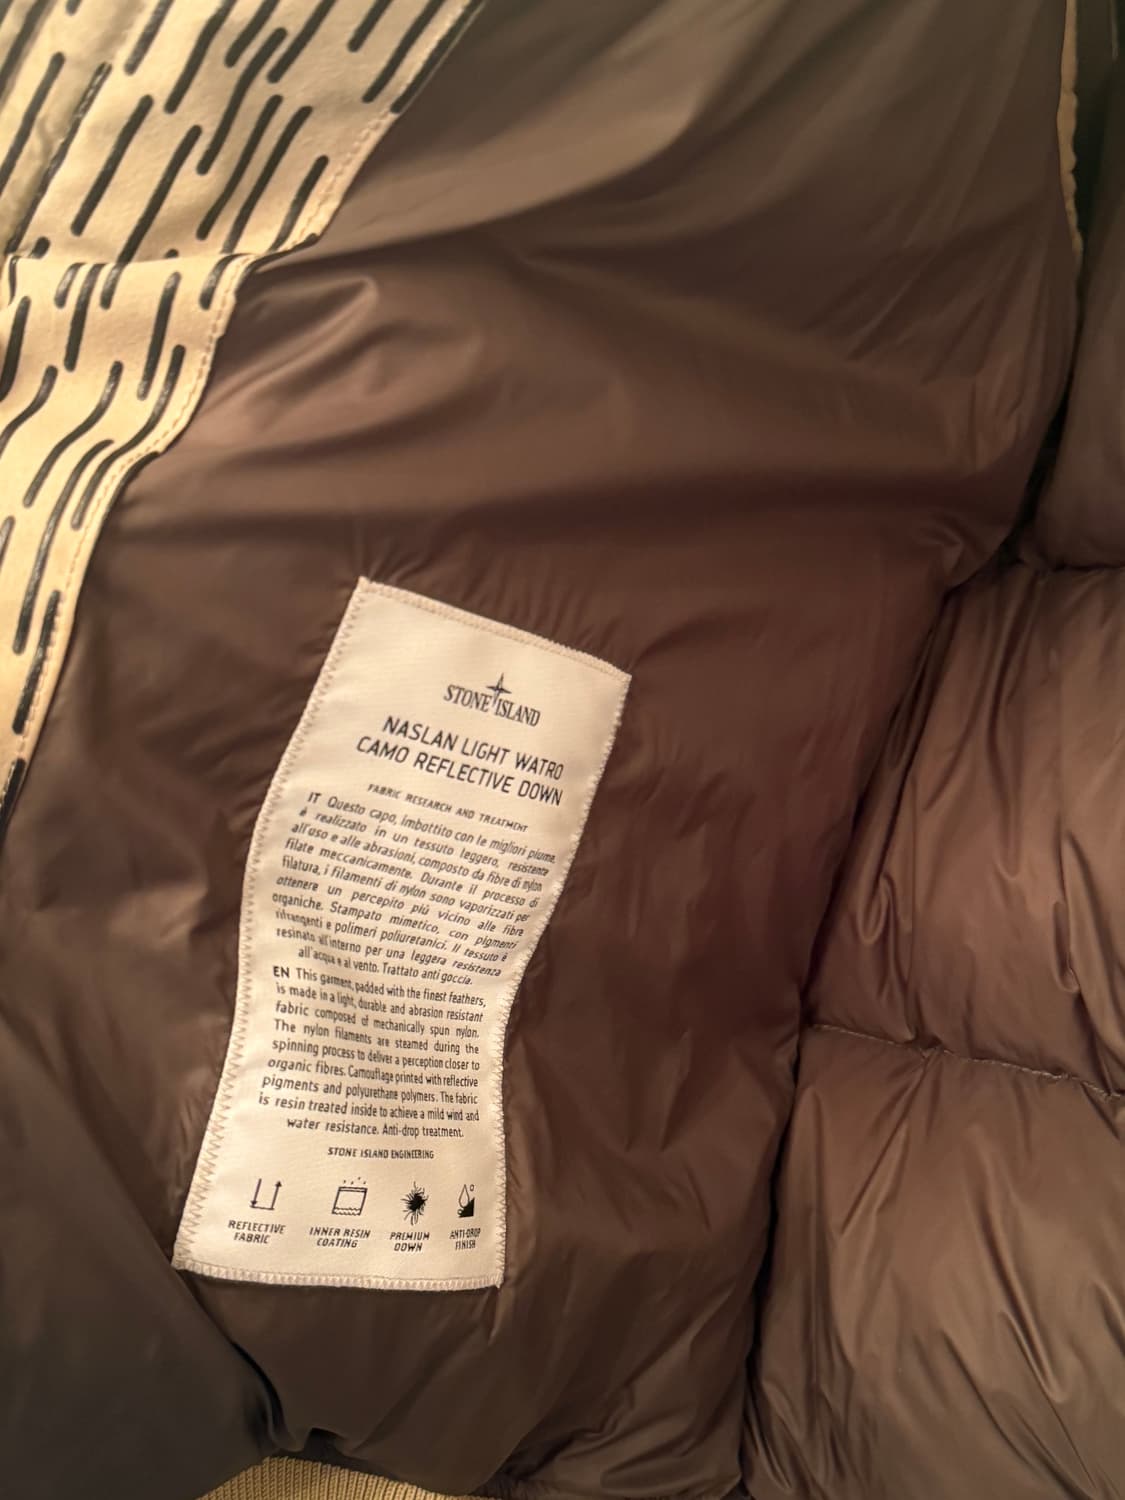 STONE ISLAND
NASLAN LIGHT WATRO
CAMO REFLECTIVE DOWN
FABRIC RESEARCH AND TREATMENT
IT Questo capo, imbottito con le migliori piume,
è realizzato in un tessuto leggero, resistente
all'uso e alle abrasioni, composto da fibre di nylon
filate meccanicamente. Durante il processo di
filatura, i filamenti di nylon sono vaporizzati per
ottenere un percepito più vicino alle fibre
organiche. Stampato mimetico, con pigmenti
rifrangenti e polimeri poliuretanici. Il tessuto è
resinato all'interno per una leggera resistenza
all'acqua e al vento. Trattato anti goccia.
EN This garment, padded with the finest feathers,
is made in a light, durable and abrasion resistant
fabric composed of mechanically spun nylon.
The nylon filaments are steamed during the
spinning process to deliver a perception closer to
organic fibres. Camouflage printed with reflective
pigments and polyurethane polymers. The fabric
is resin treated inside to achieve a mild wind and
water resistance. Anti-drop treatment.
STONE ISLAND ENGINEERING
REFLECTIVE FABRIC
INNER RESIN COATING
PREMIUM DOWN
ANTI-DROP FINISH